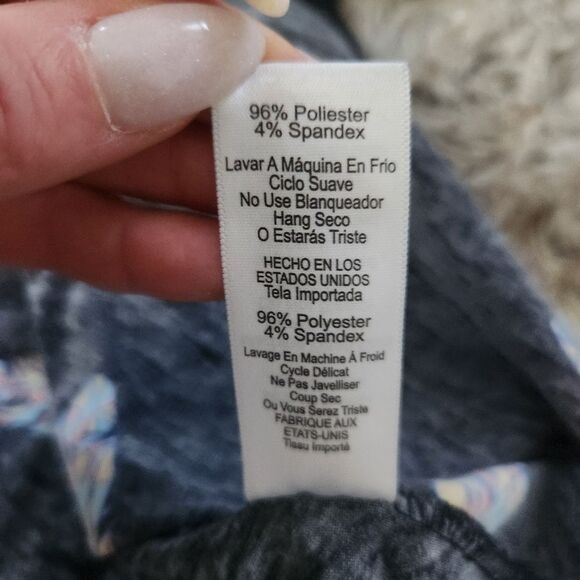 96% Poliester
4% Spandex
Lavar A Máquina En Frio
Ciclo Suave
No Use Blanqueador
Hang Seco
O Estarás Triste
HECHO EN LOS
ESTADOS UNIDOS
Tela Importada
96% Polyester
4% Spandex
Lavage En Machine À Froid
Cycle Délicat
Ne Pas Javelliser
Coup Sec
Ou Vous Serez Triste
FABRIQUE AUX
ETATS-UNIS
Tissu Importé